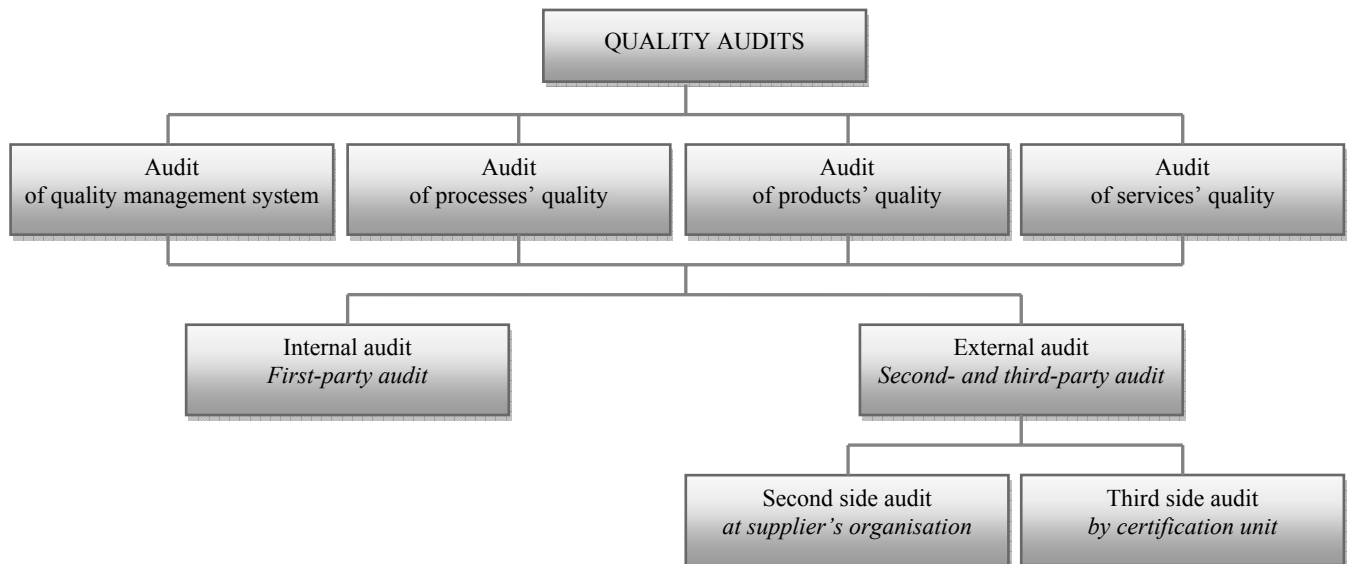 QUALITY AUDITS
Audit
of quality management system
Audit
of processes’ quality
Audit
of products’ quality
Audit
of services’ quality
Internal audit
First-party audit
External audit
Second- and third-party audit
Second side audit
at supplier’s organisation
Third side audit
by certification unit